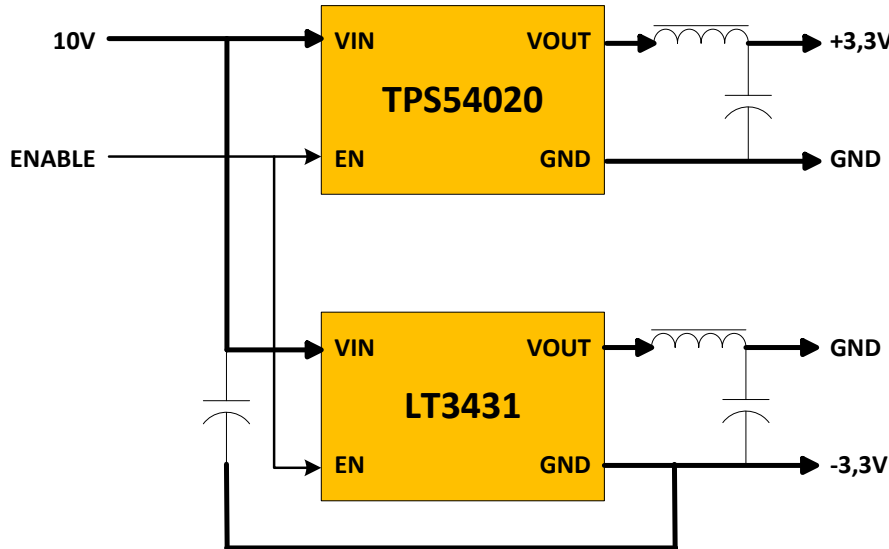 10V
VIN
VOUT
+3,3V
TPS54020
ENABLE
EN
GND
GND
VIN
VOUT
GND
LT3431
EN
GND
-3,3V